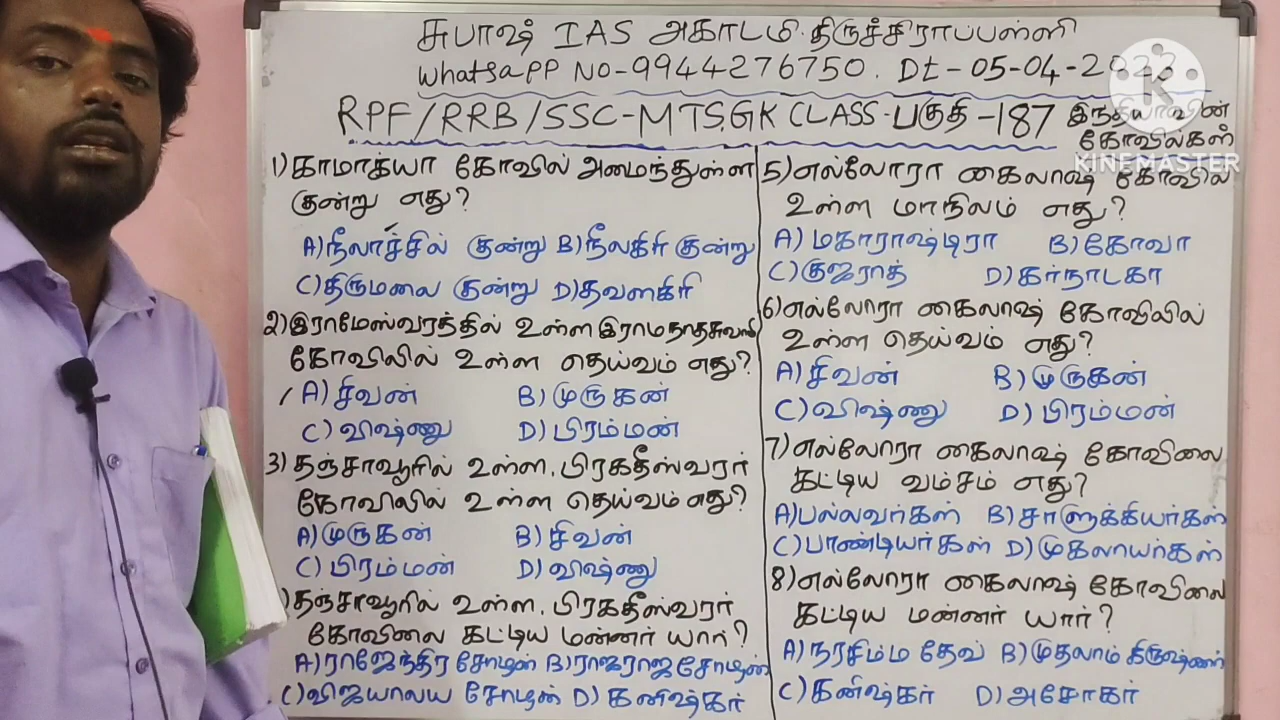 சுபாஷ் IAS அகாடமி திருச்சிராப்பள்ளி
WhatsaPP No-9944276750. Dt-05-04-2023
RPF/RRB/SSC-MTS.GK CLASS-பகுதி-187 இந்தியாவின் கோவில்கள்
KINEMASTER
1) காமாக்யா கோவில் அமைந்துள்ள
குன்று எது?
A) நீலாச்சில் குன்று B) நீலகிரி குன்று
C) திருமலை குன்று D) தவளகிரி
2) இராமேஸ்வரத்தில் உள்ள இராமநாதசுவாமி
கோவிலில் உள்ள தெய்வம் எது?
A) சிவன் B) முருகன்
C) விஷ்ணு D) பிரம்மன்
3) தஞ்சாவூரில் உள்ள பிரகதீஸ்வரர்
கோவிலில் உள்ள தெய்வம் எது?
A) முருகன் B) சிவன்
C) பிரம்மன் D) விஷ்ணு
) தஞ்சாவூரில் உள்ள பிரகதீஸ்வரர்
கோவிலை கட்டிய மன்னர் யார்?
A) ராஜேந்திர சோழன் B) ராஜராஜ சோழன்
C) விஜயாலய சோழன் D) கனிஷ்கர்
5) எல்லோரா கைலாஷ் கோவில்
உள்ள மாநிலம் எது?
A) மகாராஷ்டிரா B) கோவா
C) குஜராத் D) கர்நாடகா
6) எல்லோரா கைலாஷ் கோவிலில்
உள்ள தெய்வம் எது?
A) சிவன் B) முருகன்
C) விஷ்ணு D) பிரம்மன்
7) எல்லோரா கைலாஷ் கோவிலை
கட்டிய வம்சம் எது?
A) பல்லவர்கள் B) சாளுக்கியர்கள்
C) பாண்டியர்கள் D) முகலாயர்கள்
8) எல்லோரா கைலாஷ் கோவிலை
கட்டிய மன்னர் யார்?
A) நரசிம்ம தேவ் B) முதலாம் கிருஷ்ணர்
C) கனிஷ்கர் D) அசோகர்